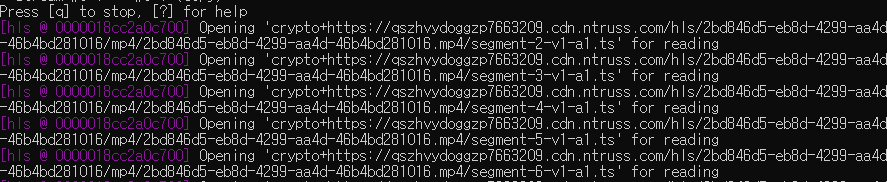 Press [q] to stop, [?] for help
[hls @ 0000018cc2a0c700] Opening 'crypto+https://qszhvydoggzp7663209.cdn.ntruss.com/hls/2bd846d5-eb8d-4299-aa4d
-46b4bd281016/mp4/2bd846d5-eb8d-4299-aa4d-46b4bd281016.mp4/segment-2-v1-a1.ts' for reading
[hls @ 0000018cc2a0c700] Opening 'crypto+https://qszhvydoggzp7663209.cdn.ntruss.com/hls/2bd846d5-eb8d-4299-aa4d
-46b4bd281016/mp4/2bd846d5-eb8d-4299-aa4d-46b4bd281016.mp4/segment-3-v1-a1.ts' for reading
[hls @ 0000018cc2a0c700] Opening 'crypto+https://qszhvydoggzp7663209.cdn.ntruss.com/hls/2bd846d5-eb8d-4299-aa4d
-46b4bd281016/mp4/2bd846d5-eb8d-4299-aa4d-46b4bd281016.mp4/segment-4-v1-a1.ts' for reading
[hls @ 0000018cc2a0c700] Opening 'crypto+https://qszhvydoggzp7663209.cdn.ntruss.com/hls/2bd846d5-eb8d-4299-aa4d
-46b4bd281016/mp4/2bd846d5-eb8d-4299-aa4d-46b4bd281016.mp4/segment-5-v1-a1.ts' for reading
[hls @ 0000018cc2a0c700] Opening 'crypto+https://qszhvydoggzp7663209.cdn.ntruss.com/hls/2bd846d5-eb8d-4299-aa4d
-46b4bd281016/mp4/2bd846d5-eb8d-4299-aa4d-46b4bd281016.mp4/segment-6-v1-a1.ts' for reading